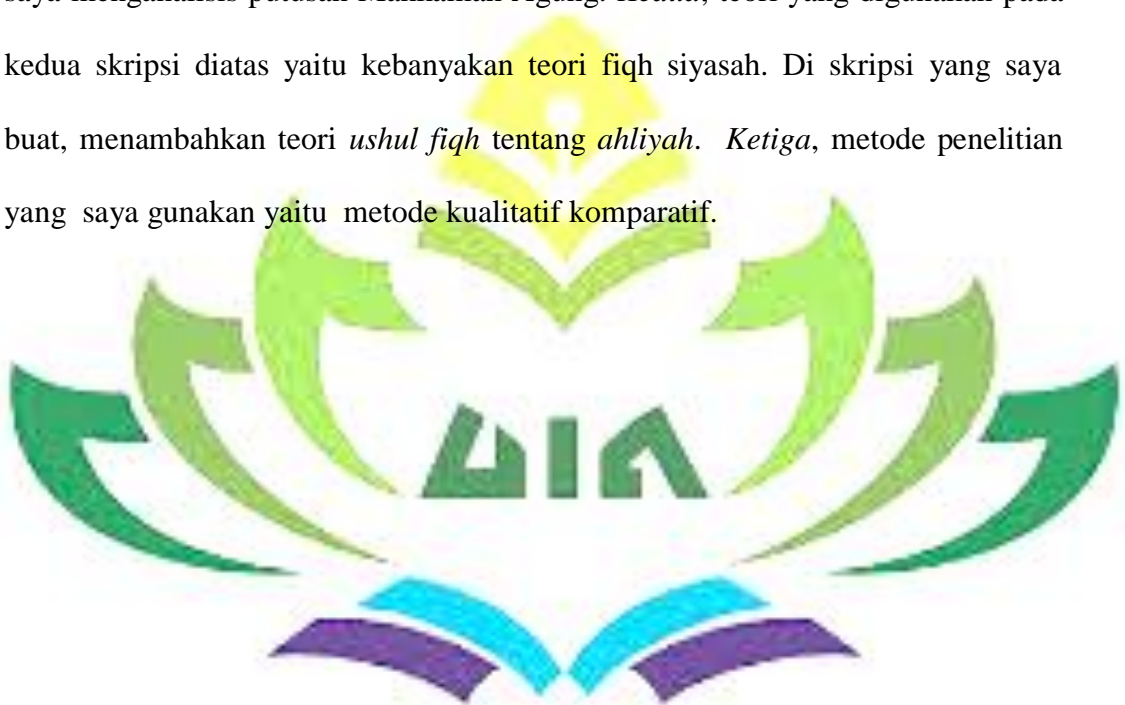 saya menganalisis putusan Mahkamah Agung. Kedua, teori yang digunakan pada
kedua skripsi diatas yaitu kebanyakan teori fiqh siyasah. Di skripsi yang saya
buat, menambahkan teori ushul fiqh tentang ahliyah. Ketiga, metode penelitian
yang saya gunakan yaitu metode kualitatif komparatif.
UIN